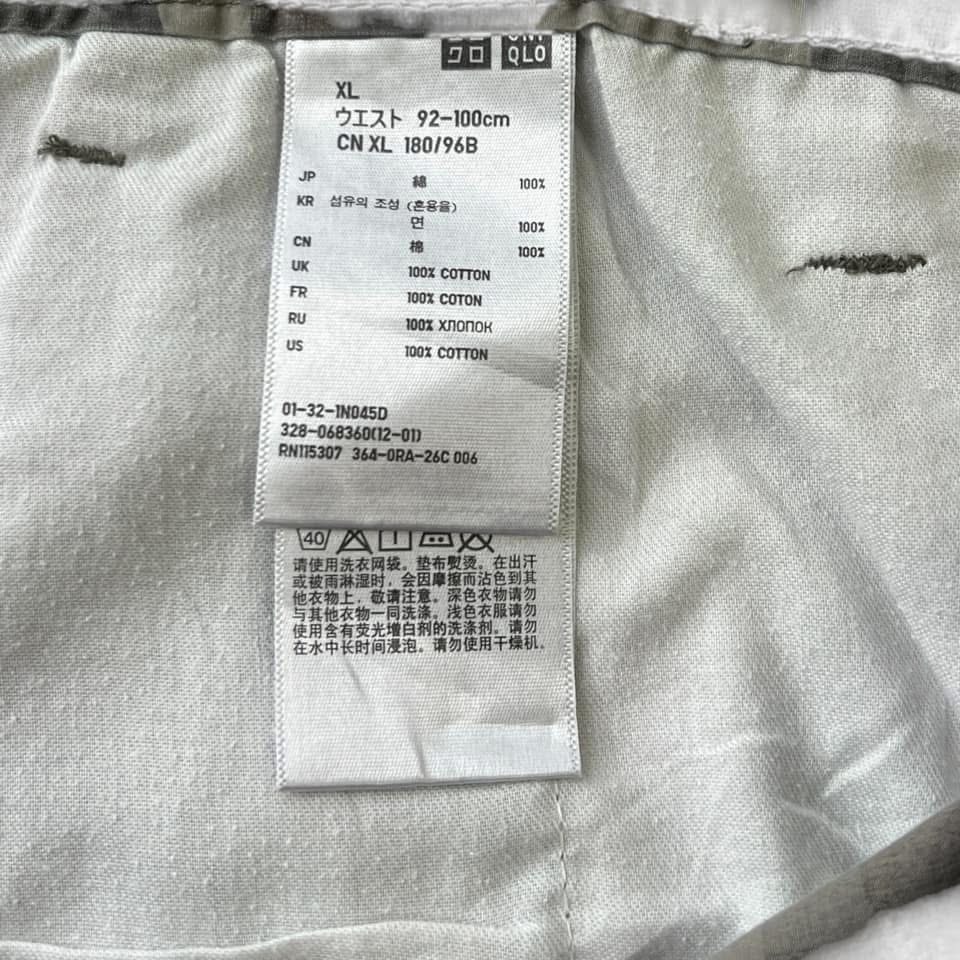 QLO
XL
ウエスト 92-100cm
CN XL 180/96B
JP 綿 100%
KR 섬유의 조성 (혼용율)
면 100%
CN 棉 100%
UK 100% COTTON
FR 100% COTON
RU 100% ХЛОПОК
US 100% COTTON
01-32-1N045D
328-068360(12-01)
RN115307 364-0RA-26C 006
40
请使用洗衣网袋。垫布熨烫。在出汗
或被雨淋湿时，会因摩擦而沾色到其
他衣物上，敬请注意。深色衣物请勿
与其他衣物一同洗涤。浅色衣服请勿
使用含有荧光增白剂的洗涤剂。请勿
在水中长时间浸泡。请勿使用干燥机。